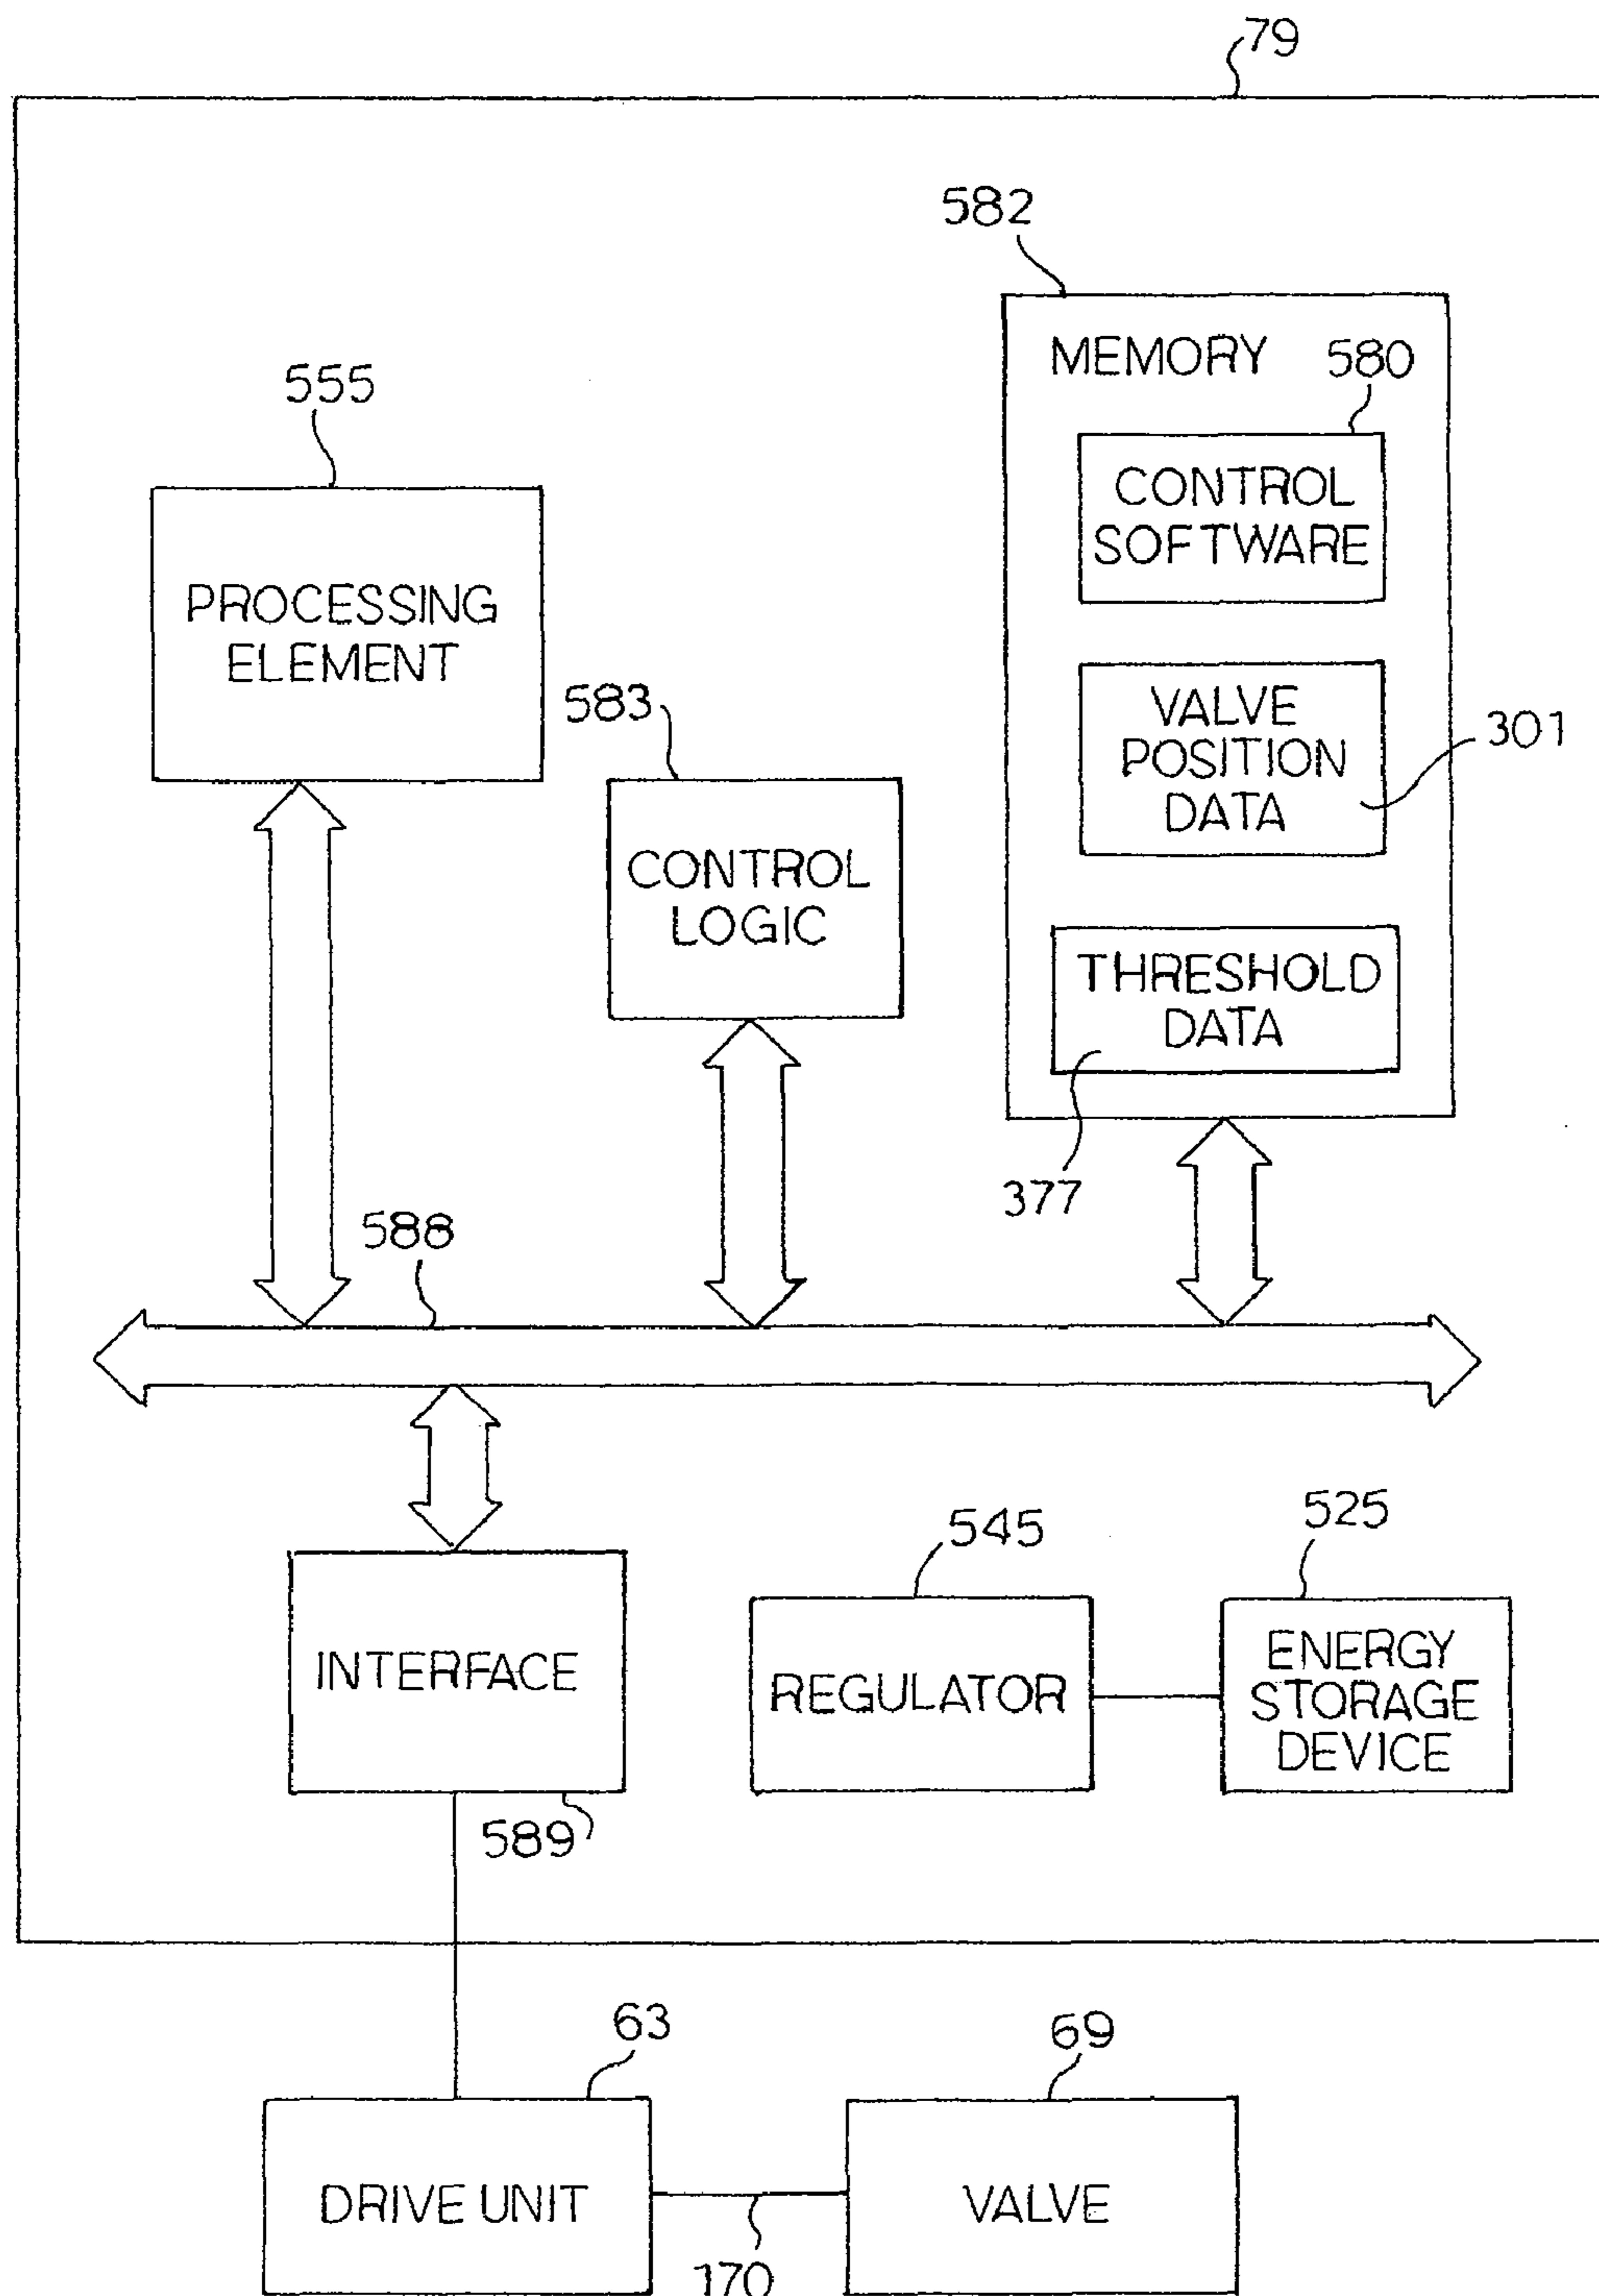 79
582
MEMORY
580
CONTROL
SOFTWARE
555
PROCESSING
ELEMENT
583
VALVE
POSITION
DATA
301
CONTROL
LOGIC
THRESHOLD
DATA
377
588
INTERFACE
589
545
REGULATOR
525
ENERGY
STORAGE
DEVICE
63
DRIVE UNIT
170
69
VALVE